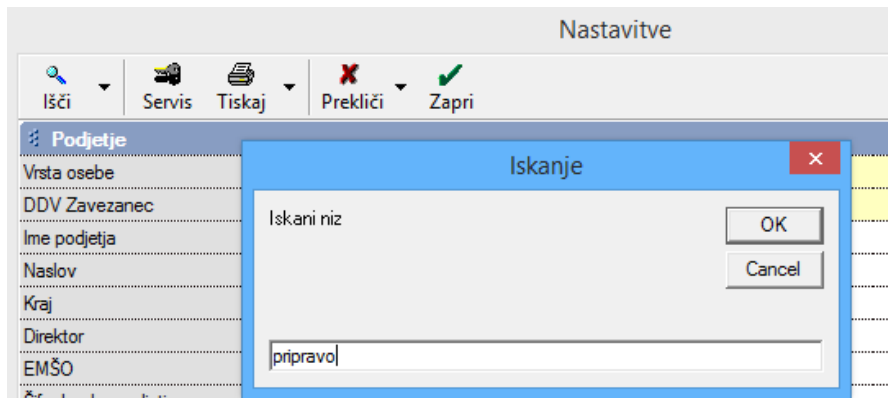 Nastavitve
Išči Servis Tiskaj Prekliči Zapri
Podjetje
Vrsta osebe
DDV Zavezanec
Ime podjetja
Naslov
Kraj
Direktor
EMŠO
Iskanje
Iskani niz
OK
Cancel
pripravo